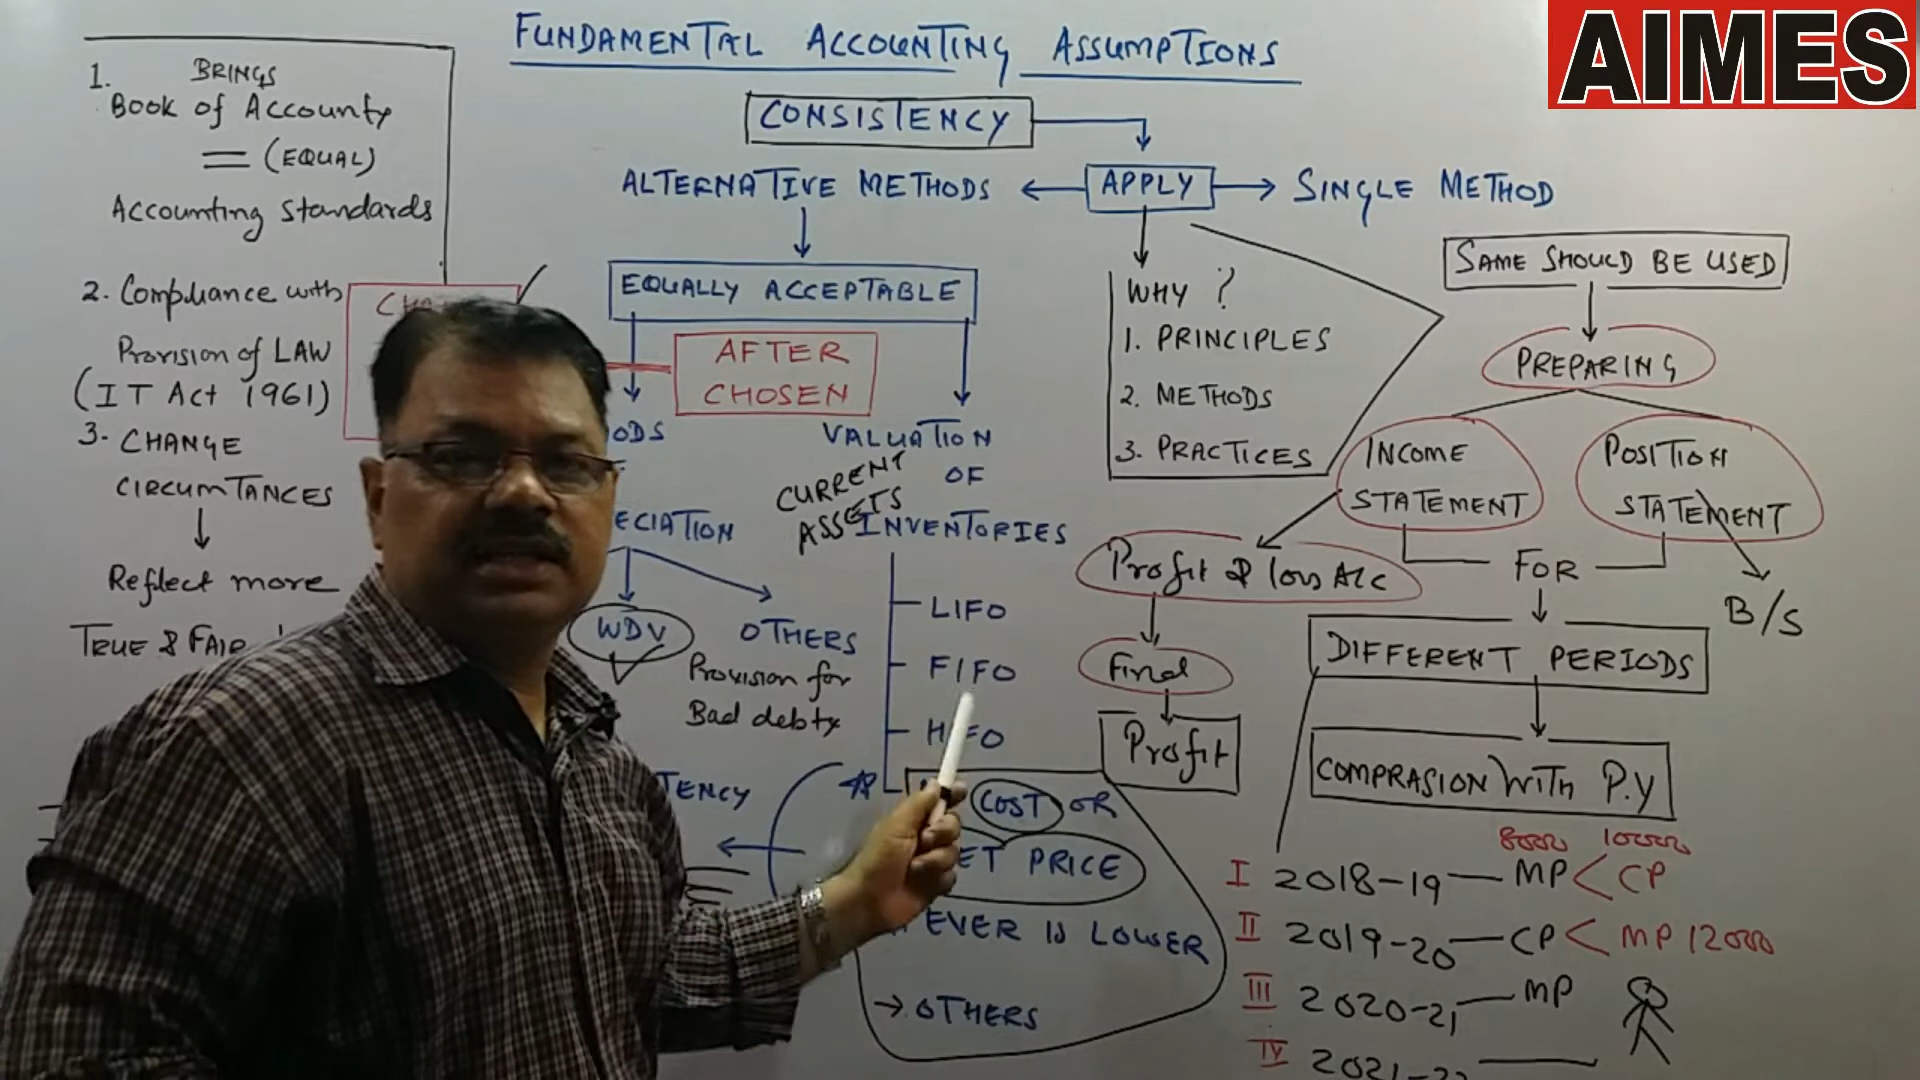 AIMES
FUNDAMENTAL ACCOUNTING ASSUMPTIONS
CONSISTENCY
ALTERNATIVE METHODS
APPLY
SINGLE METHOD
1. BRINGS
Book of Accounts
= (EQUAL)
Accounting Standards
2. Compliance with
Provision of LAW
(IT Act 1961)
3. CHANGE
CIRCUMTANCES
Reflect more
TRUE & FAIR
EQUALLY ACCEPTABLE
AFTER
CHOSEN
ODS
ECIATION
WDV
OTHERS
Provision for
Bad debts
VALUATION
OF
INVENTORIES
CURRENT
ASSETS
LIFO
FIFO
HIFO
COST OR
ET PRICE
EVER IS LOWER
→ OTHERS
TENCY
WHY ?
1. PRINCIPLES
2. METHODS
3. PRACTICES
SAME SHOULD BE USED
PREPARING
INCOME
STATEMENT
POSITION
STATEMENT
Profit & loss A/c
Final
Profit
FOR
B/S
DIFFERENT PERIODS
COMPRASION WITH P.Y
8000 10000
I 2018-19 — MP < CP
II 2019-20 — CP < MP 12000
III 2020-21 — MP
IV 2021-22